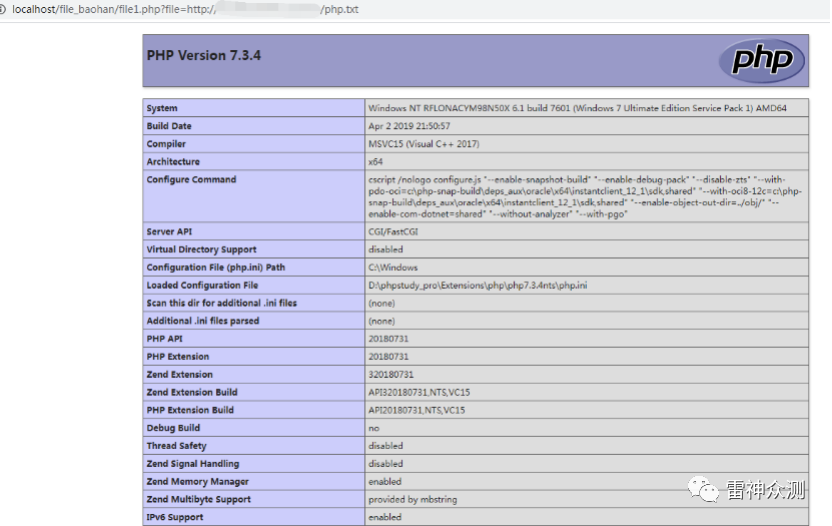 localhost/file_baohan/file1.php?file=http:/ /php.txt
PHP Version 7.3.4
php
System Windows NT RFLONACYM98N50X 6.1 build 7601 (Windows 7 Ultimate Edition Service Pack 1) AMD64
Build Date Apr 2 2019 21:50:57
Compiler MSVC15 (Visual C++ 2017)
Architecture x64
Configure Command cscript /nologo configure.js "--enable-snapshot-build" "--enable-debug-pack" "--disable-zts" "--with-
pdo-oci=c:\php-snap-build\deps_aux\oracle\x64\instantclient_12_1\sdk,shared" "--with-oci8-12c=c:\php-
snap-build\deps_aux\oracle\x64\instantclient_12_1\sdk,shared" "--enable-object-out-dir=../obj/" "--
enable-com-dotnet=shared" "--without-analyzer" "--with-pgo"
Server API CGI/FastCGI
Virtual Directory Support disabled
Configuration File (php.ini) Path C:\Windows
Loaded Configuration File D:\phpstudy_pro\Extensions\php\php7.3.4nts\php.ini
Scan this dir for additional .ini files (none)
Additional .ini files parsed (none)
PHP API 20180731
PHP Extension 20180731
Zend Extension 320180731
Zend Extension Build API320180731,NTS,VC15
PHP Extension Build API20180731,NTS,VC15
Debug Build no
Thread Safety disabled
Zend Signal Handling disabled
Zend Memory Manager enabled
Zend Multibyte Support provided by mbstring
IPv6 Support enabled
雷神众测